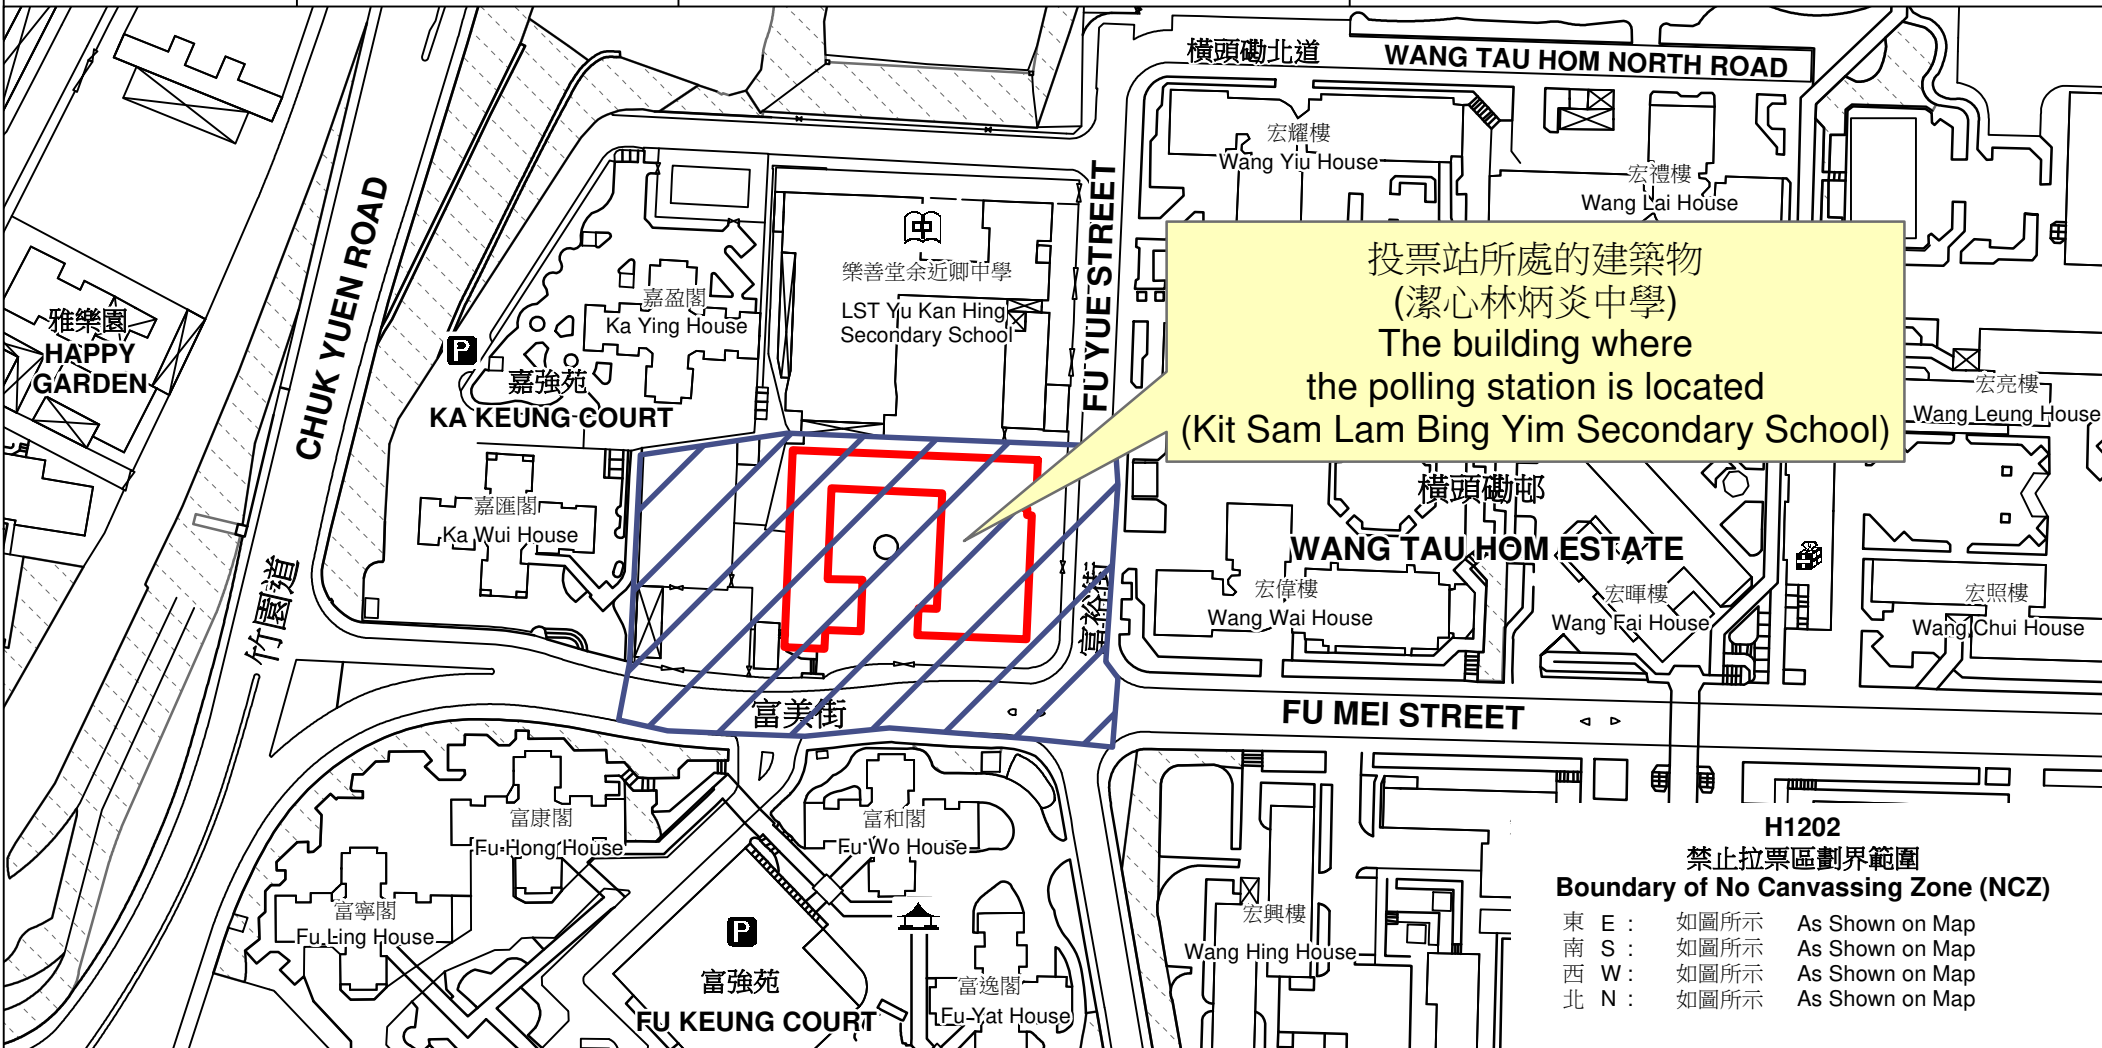 橫頭磡北道
WANG TAU HOM NORTH ROAD
宏耀樓
Wang Yiu House
宏禮樓
Wang Lai House
CHUK YUEN ROAD
竹園道
FU YUE STREET
富裕街
雅樂園
HAPPY
GARDEN
嘉盈閣
Ka Ying House
P
嘉強苑
KA KEUNG COURT
中
樂善堂余近卿中學
LST Yu Kan Hing
Secondary School
投票站所處的建築物
(潔心林炳炎中學)
The building where
the polling station is located
(Kit Sam Lam Bing Yim Secondary School)
宏亮樓
Wang Leung House
嘉匯閣
Ka Wui House
橫頭磡邨
WANG TAU HOM ESTATE
宏偉樓
Wang Wai House
宏暉樓
Wang Fai House
宏照樓
Wang Chui House
富美街
FU MEI STREET
富康閣
Fu Hong House
富和閣
Fu Wo House
富寧閣
Fu Ling House
P
富強苑
FU KEUNG COURT
富逸閣
Fu Yat House
宏興樓
Wang Hing House
H1202
禁止拉票區劃界範圍
Boundary of No Canvassing Zone (NCZ)
東 E : 如圖所示 As Shown on Map
南 S : 如圖所示 As Shown on Map
西 W : 如圖所示 As Shown on Map
北 N : 如圖所示 As Shown on Map